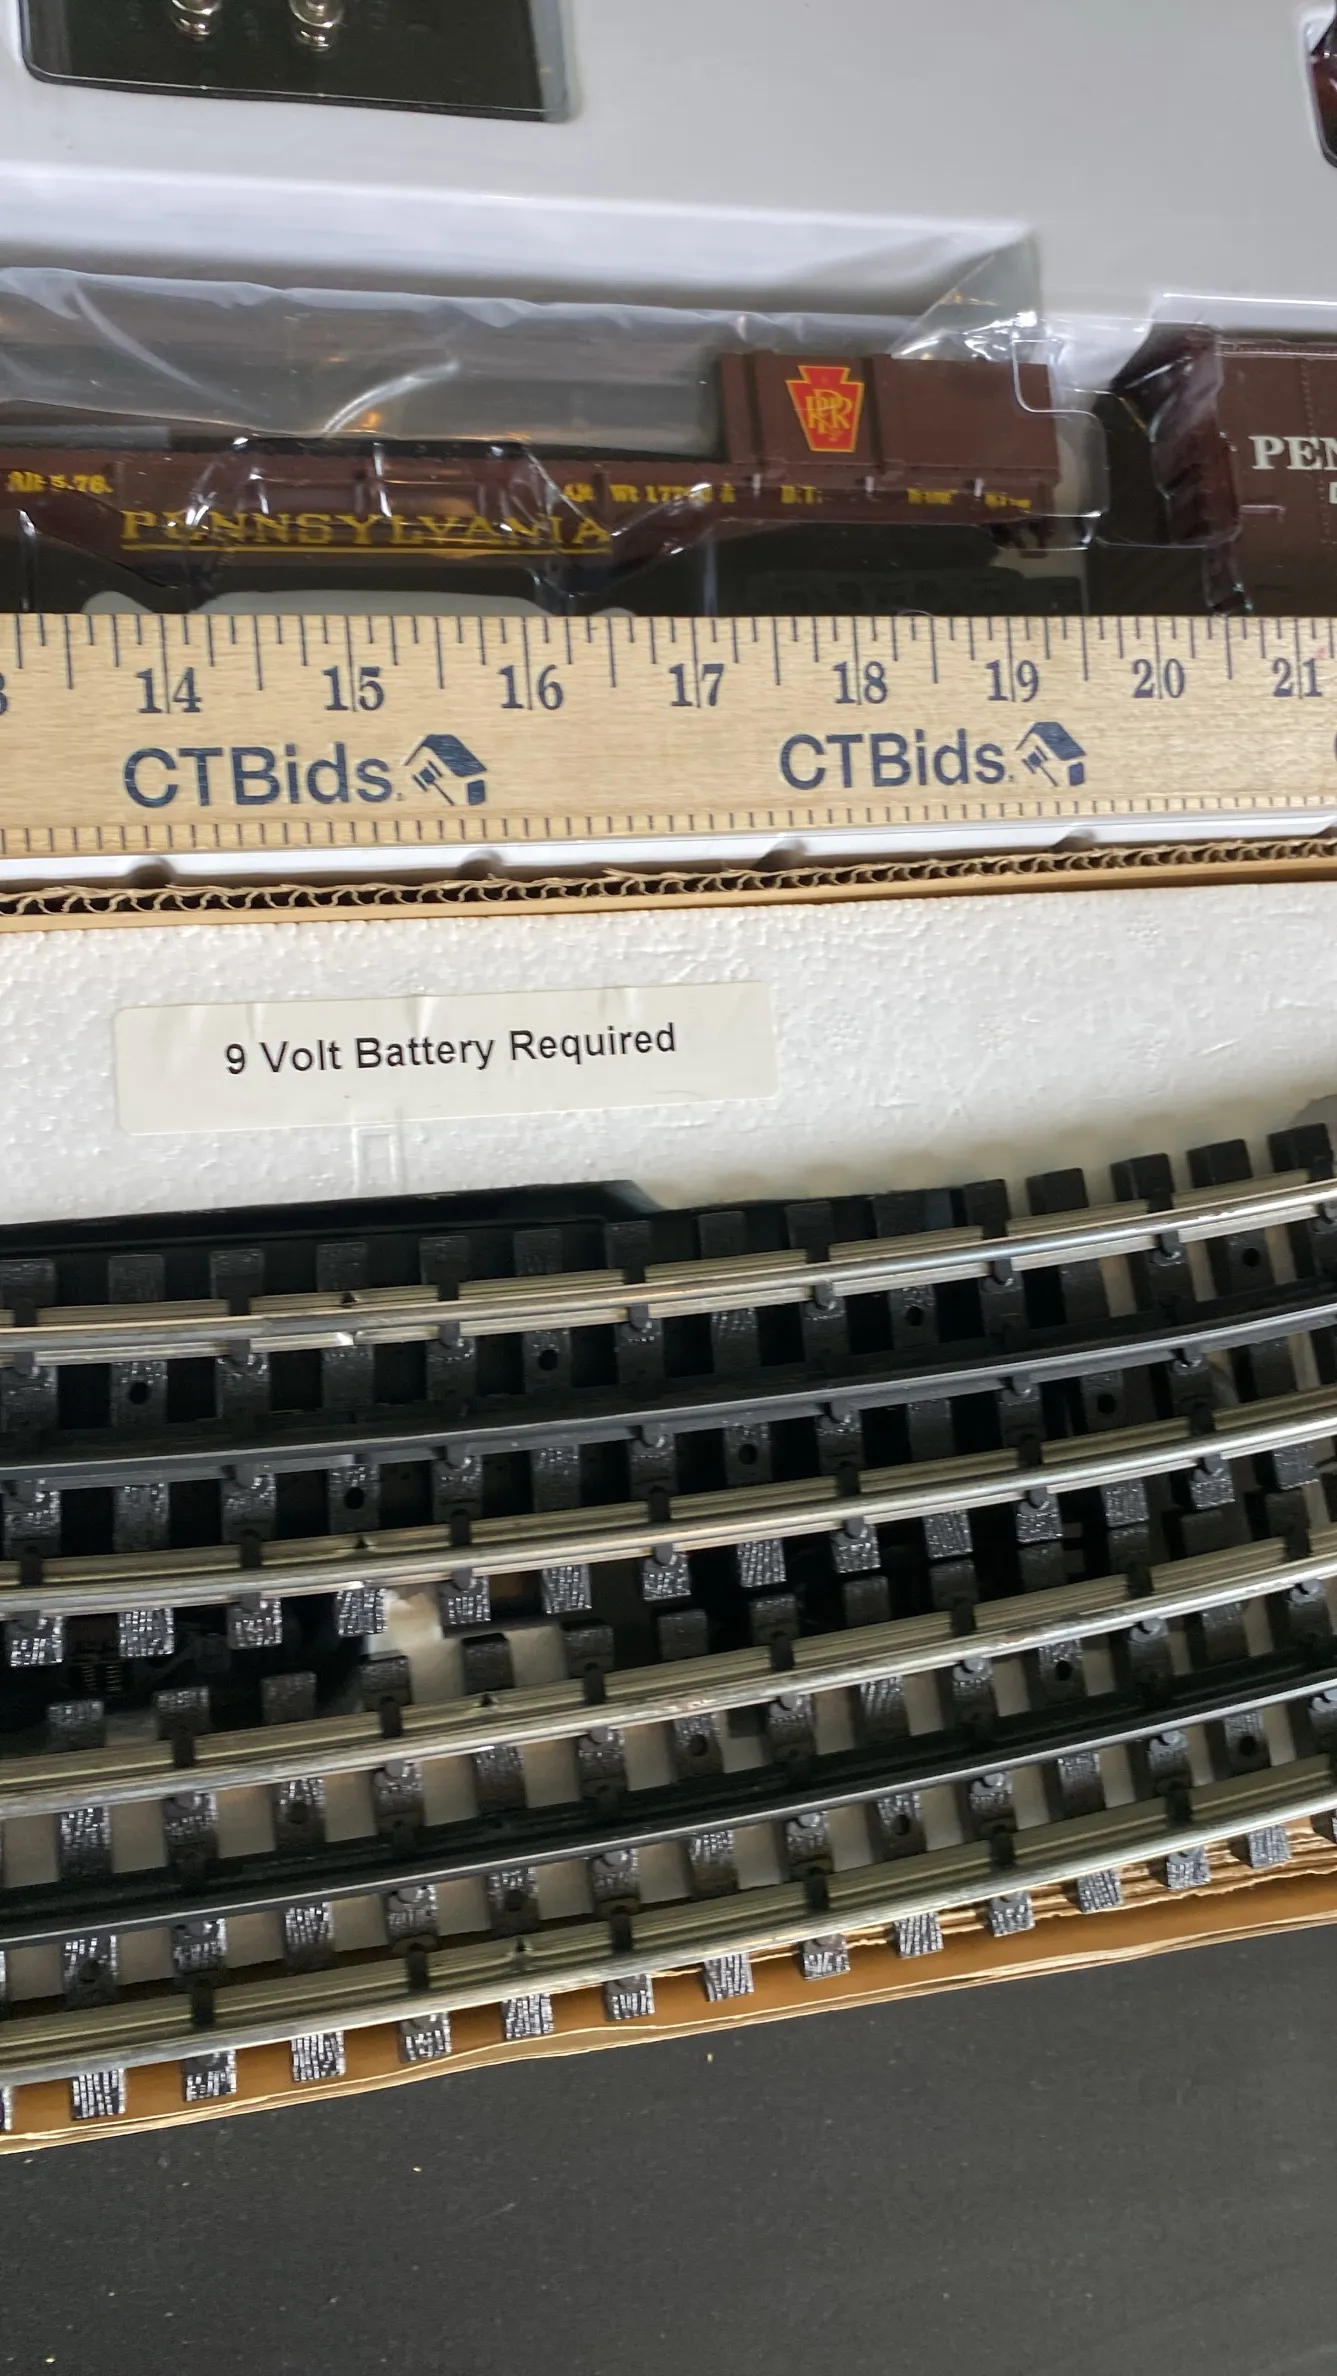 PRR
PEN
PENNSYLVANIA
14 15 16 17 18 19 20 21
CTBids. CTBids.
9 Volt Battery Required